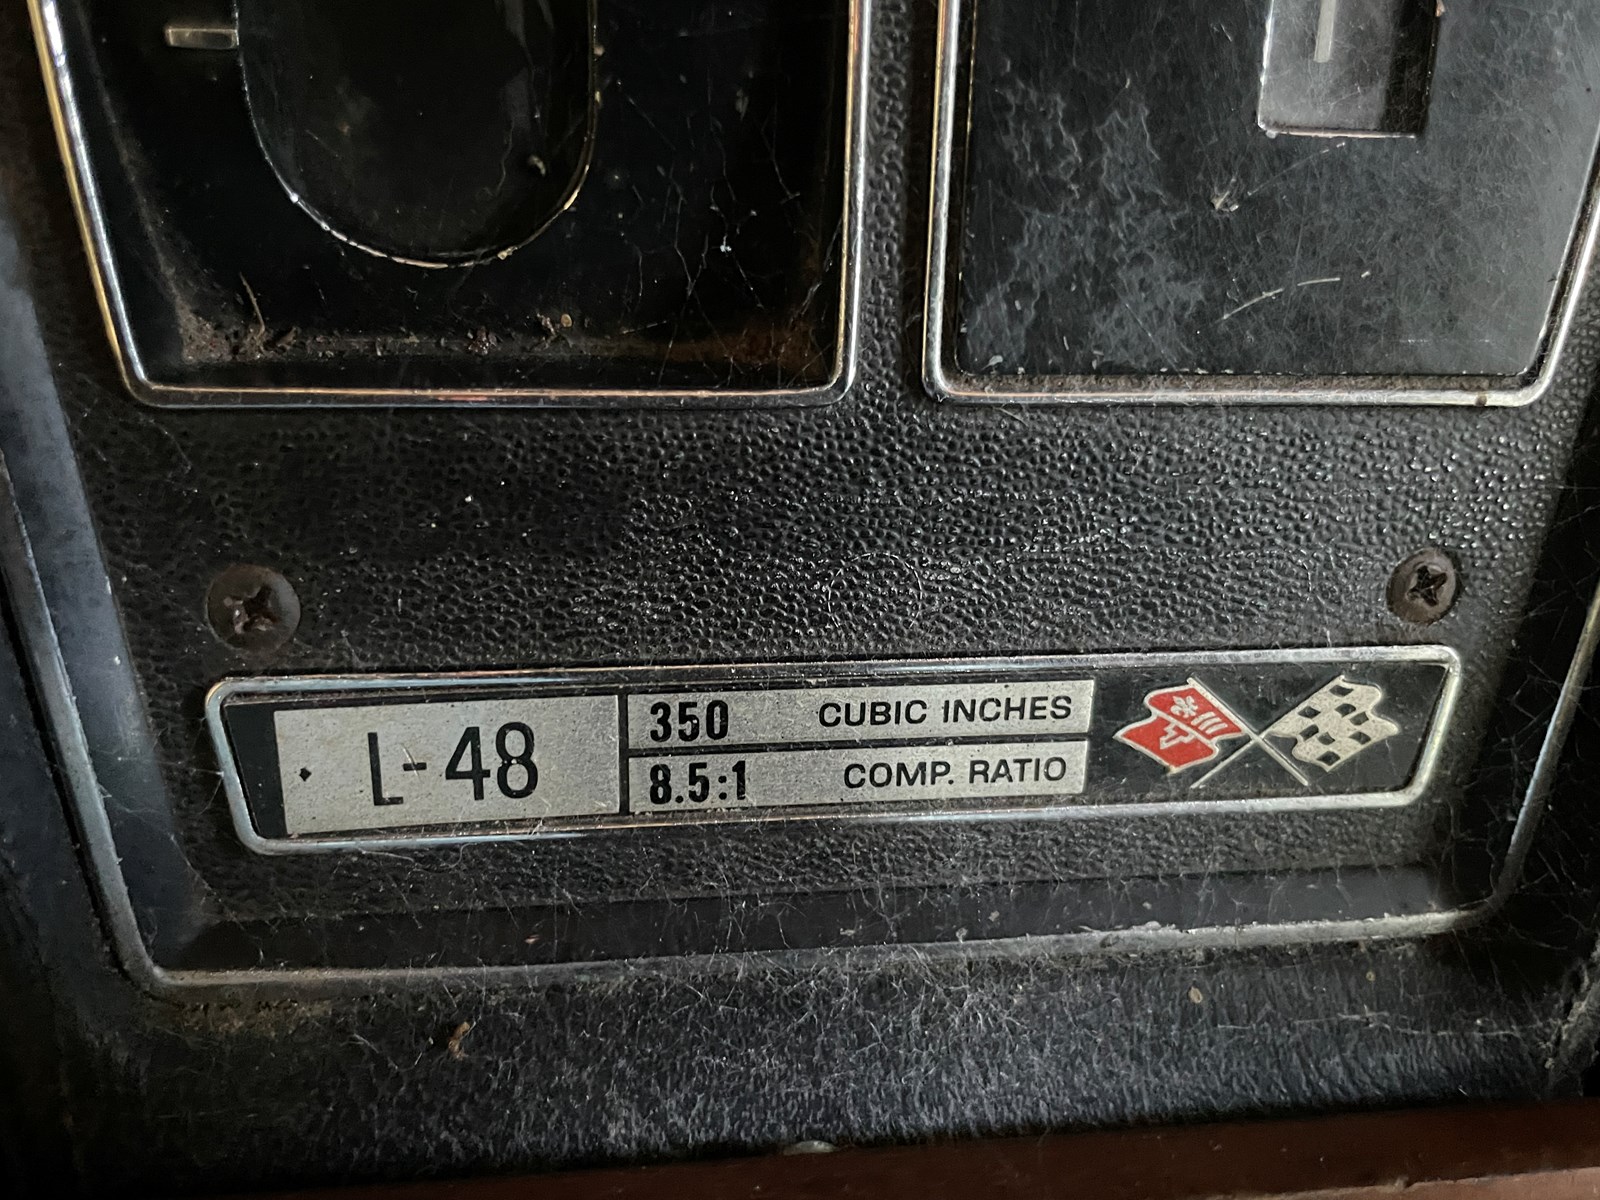 L-48
350 CUBIC INCHES
8.5:1 COMP. RATIO